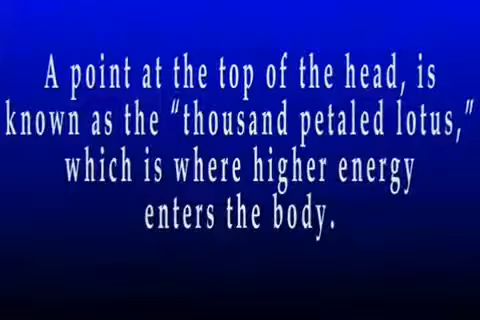 A point at the top of the head, is
known as the “thousand petaled lotus,”
which is where higher energy
enters the body.